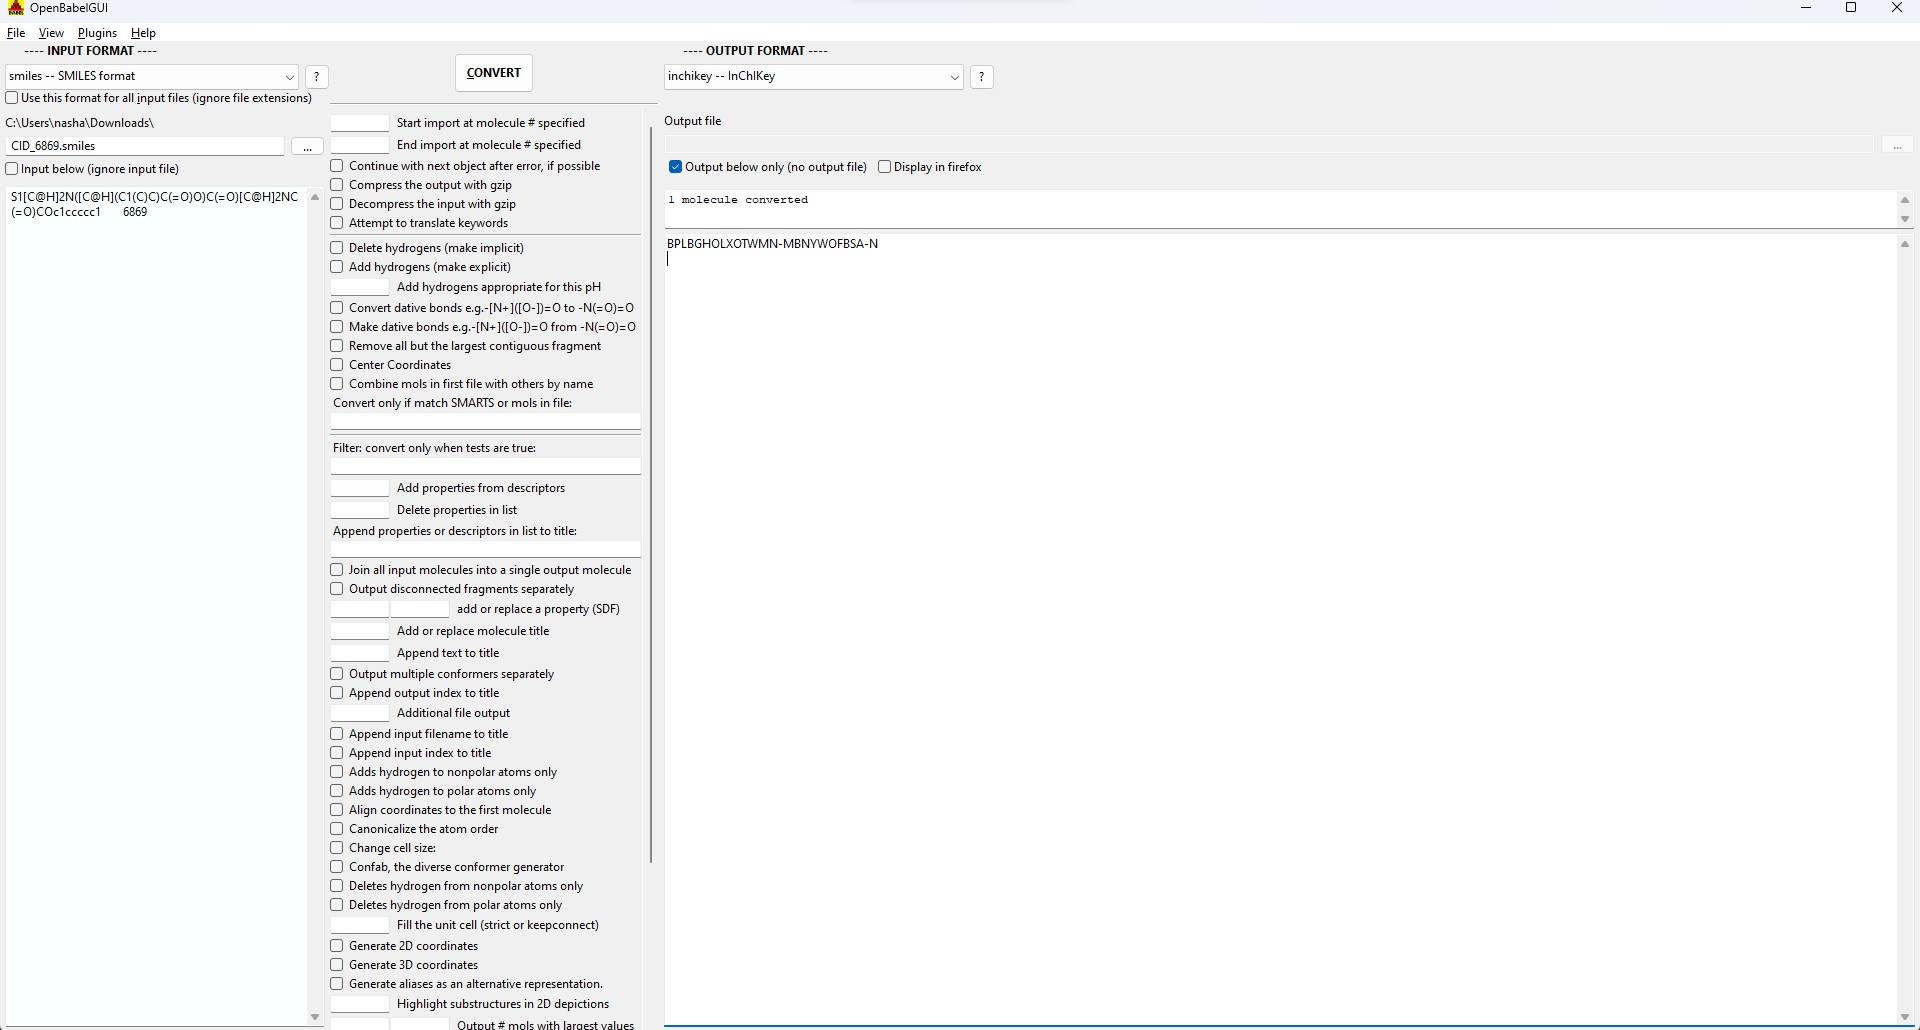 OpenBabelGUI
File View Plugins Help
---- INPUT FORMAT ----
smiles -- SMILES format
?
Use this format for all input files (ignore file extensions)
C:\Users\nasha\Downloads\
CID_6869.smiles
...
Input below (ignore input file)
S1[C@H]2N([C@H](C1(C)C)C(=O)O)C(=O)[C@H]2NC
(=O)COc1ccccc1 6869
CONVERT
Start import at molecule # specified
End import at molecule # specified
Continue with next object after error, if possible
Compress the output with gzip
Decompress the input with gzip
Attempt to translate keywords
Delete hydrogens (make implicit)
Add hydrogens (make explicit)
Add hydrogens appropriate for this pH
Convert dative bonds e.g.-[N+]([O-])=O to -N(=O)=O
Make dative bonds e.g.-[N+]([O-])=O from -N(=O)=O
Remove all but the largest contiguous fragment
Center Coordinates
Combine mols in first file with others by name
Convert only if match SMARTS or mols in file:
Filter: convert only when tests are true:
Add properties from descriptors
Delete properties in list
Append properties or descriptors in list to title:
Join all input molecules into a single output molecule
Output disconnected fragments separately
add or replace a property (SDF)
Add or replace molecule title
Append text to title
Output multiple conformers separately
Append output index to title
Additional file output
Append input filename to title
Append input index to title
Adds hydrogen to nonpolar atoms only
Adds hydrogen to polar atoms only
Align coordinates to the first molecule
Canonicalize the atom order
Change cell size:
Confab, the diverse conformer generator
Deletes hydrogen from nonpolar atoms only
Deletes hydrogen from polar atoms only
Fill the unit cell (strict or keepconnect)
Generate 2D coordinates
Generate 3D coordinates
Generate aliases as an alternative representation.
Highlight substructures in 2D depictions
Output # mols with largest values
---- OUTPUT FORMAT ----
inchikey -- InChIKey
?
Output file
...
Output below only (no output file) Display in firefox
1 molecule converted
BPLBGHOLXOTWMN-MBNYWOFBSA-N